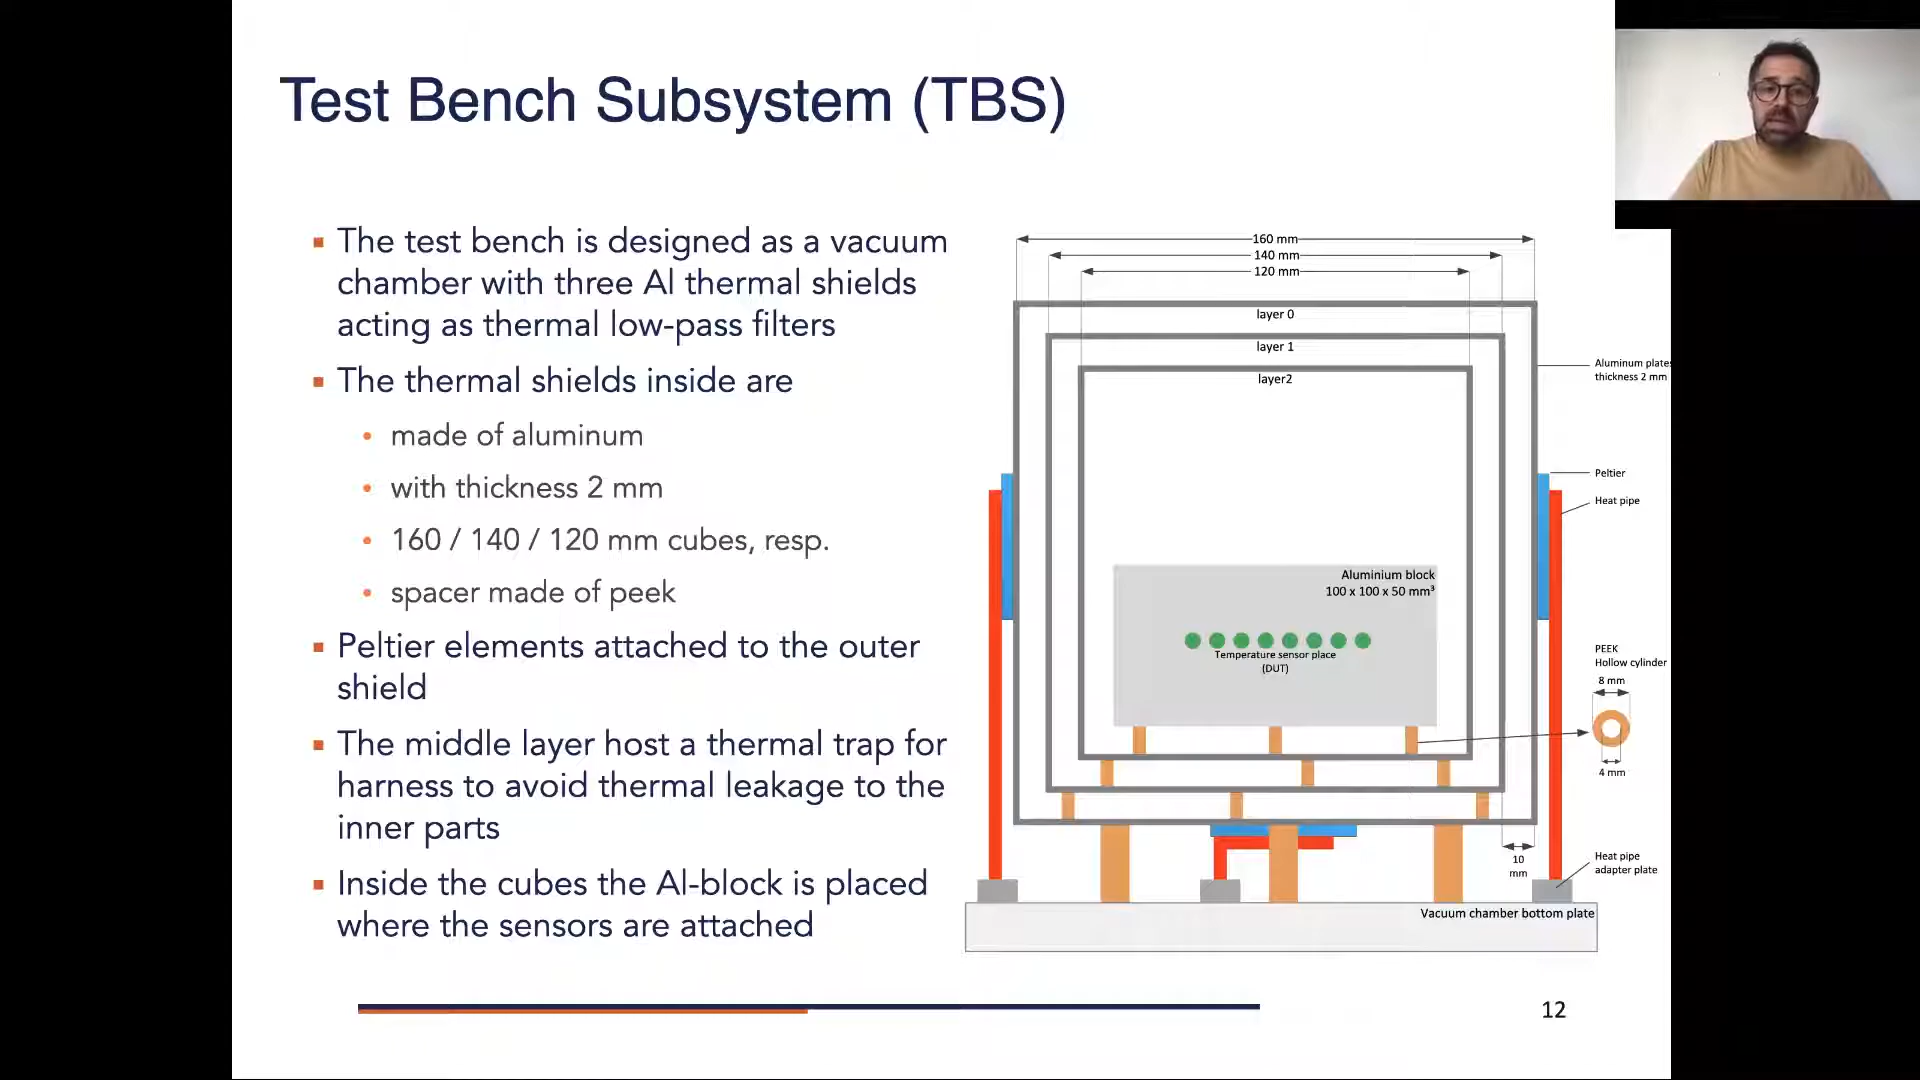 Test Bench Subsystem (TBS)
The test bench is designed as a vacuum
chamber with three Al thermal shields
acting as thermal low-pass filters
The thermal shields inside are
made of aluminum
with thickness 2 mm
160 / 140 / 120 mm cubes, resp.
spacer made of peek
Peltier elements attached to the outer
shield
The middle layer host a thermal trap for
harness to avoid thermal leakage to the
inner parts
Inside the cubes the Al-block is placed
where the sensors are attached
160 mm
140 mm
120 mm
layer 0
layer 1
layer2
Aluminum plates
thickness 2 mm
Peltier
Heat pipe
Aluminium block
100 x 100 x 50 mm³
Temperature sensor place
(DUT)
PEEK
Hollow cylinder
8 mm
4 mm
10
mm
Heat pipe
adapter plate
Vacuum chamber bottom plate
12